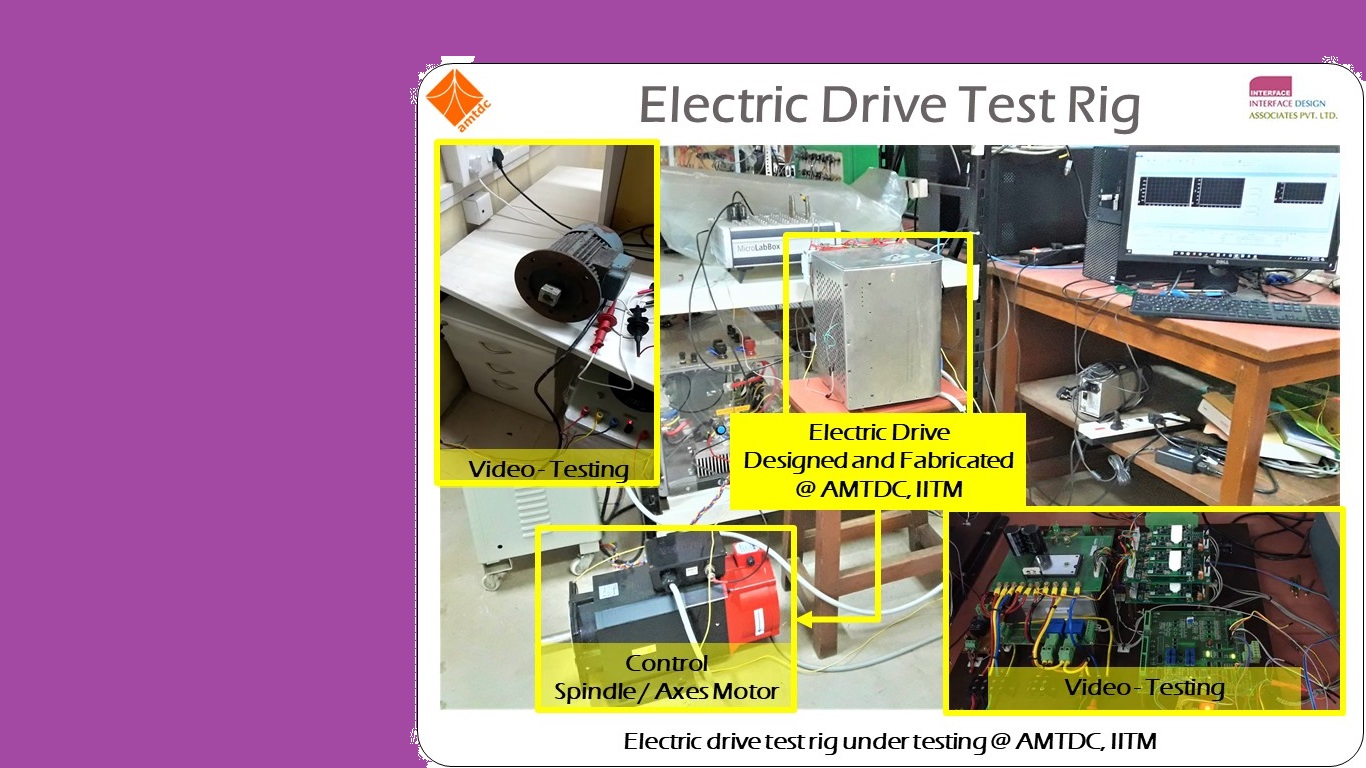 amtdc
Electric Drive Test Rig
INTERFACE
INTERFACE DESIGN
ASSOCIATES PVT. LTD.
MicroLabBox
Video - Testing
Electric Drive
Designed and Fabricated
@ AMTDC, IITM
Control
Spindle / Axes Motor
Video - Testing
Electric drive test rig under testing @ AMTDC, IITM